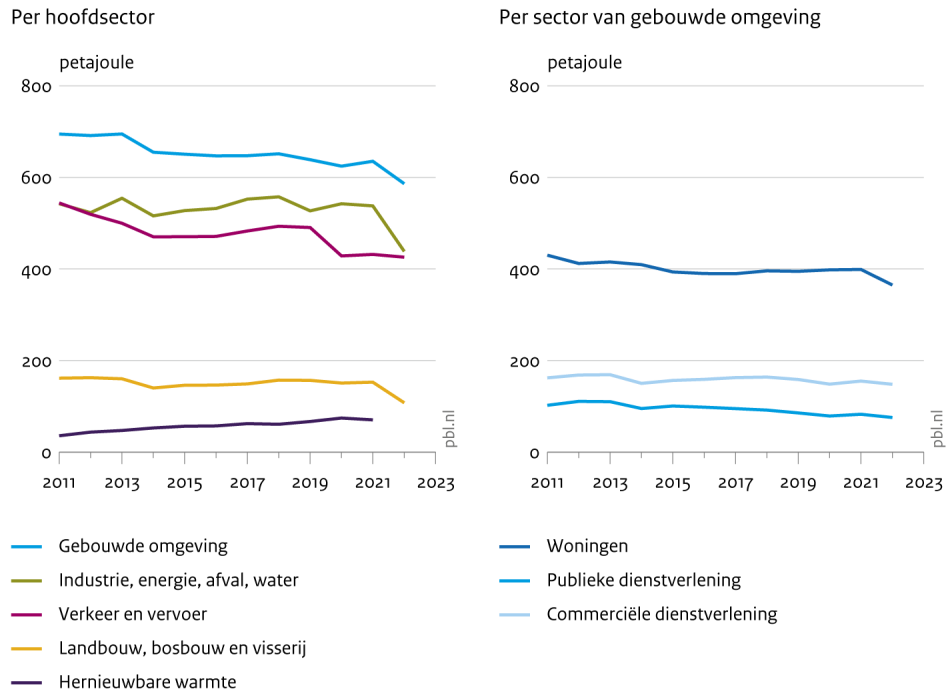 Per hoofdsector
petajoule
800
600
400
200
0
2011 2013 2015 2017 2019 2021 2023
pbl.nl
Gebouwde omgeving
Industrie, energie, afval, water
Verkeer en vervoer
Landbouw, bosbouw en visserij
Hernieuwbare warmte
Per sector van gebouwde omgeving
petajoule
800
600
400
200
0
2011 2013 2015 2017 2019 2021 2023
pbl.nl
Woningen
Publieke dienstverlening
Commerciële dienstverlening